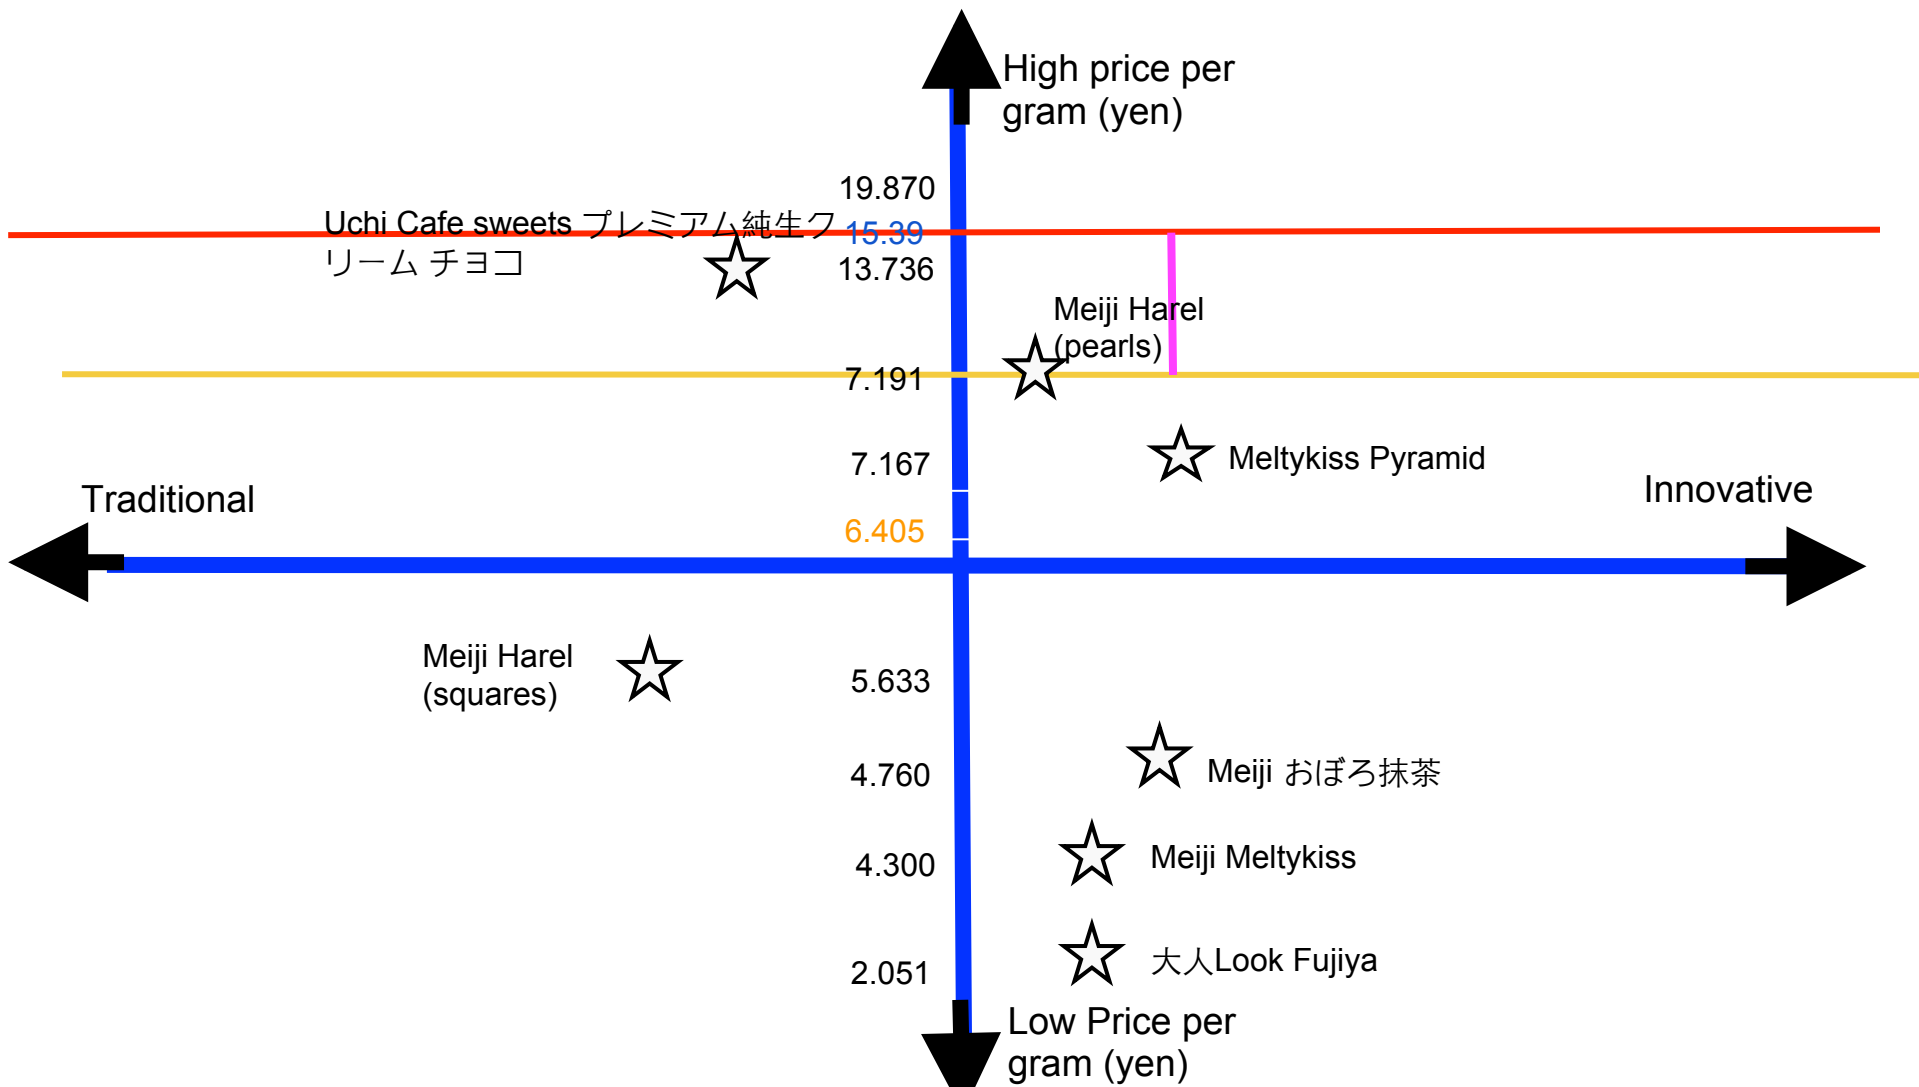 High price per
gram (yen)
19.870
Uchi Cafe sweets プレミアム純生ク
リーム チョコ
15.39
13.736
Meiji Harel
(pearls)
7.191
7.167
Meltykiss Pyramid
Traditional
Innovative
6.405
Meiji Harel
(squares)
5.633
4.760
Meiji おぼろ抹茶
4.300
Meiji Meltykiss
2.051
大人Look Fujiya
Low Price per
gram (yen)